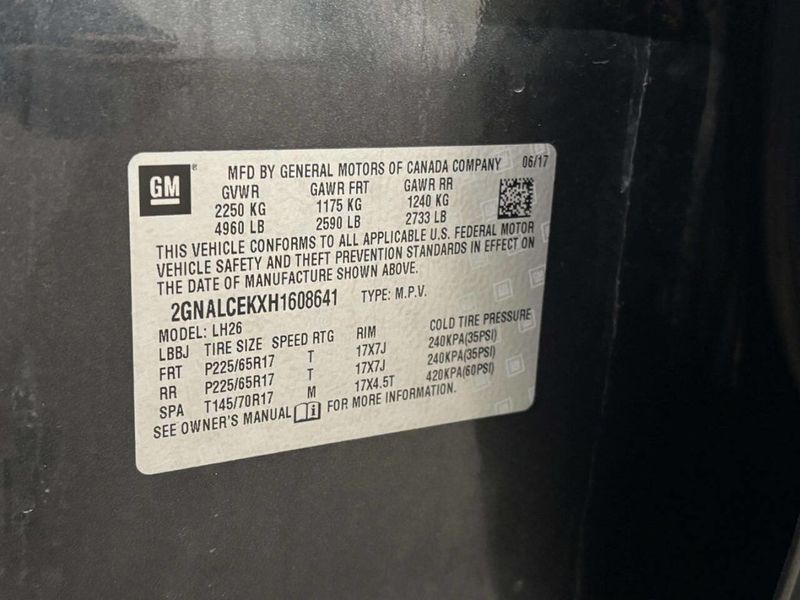 GM ® MFD BY GENERAL MOTORS OF CANADA COMPANY 06/17
GVWR GAWR FRT GAWR RR
2250 KG 1175 KG 1240 KG
4960 LB 2590 LB 2733 LB
THIS VEHICLE CONFORMS TO ALL APPLICABLE U.S. FEDERAL MOTOR
VEHICLE SAFETY AND THEFT PREVENTION STANDARDS IN EFFECT ON
THE DATE OF MANUFACTURE SHOWN ABOVE.
2GNALCEKXH1608641 TYPE: M.P.V.
MODEL: LH26
LBBJ TIRE SIZE SPEED RTG RIM COLD TIRE PRESSURE
FRT P225/65R17 T 17X7J 240KPA(35PSI)
RR P225/65R17 T 17X7J 240KPA(35PSI)
SPA T145/70R17 M 17X4.5T 420KPA(60PSI)
SEE OWNER'S MANUAL i FOR MORE INFORMATION.